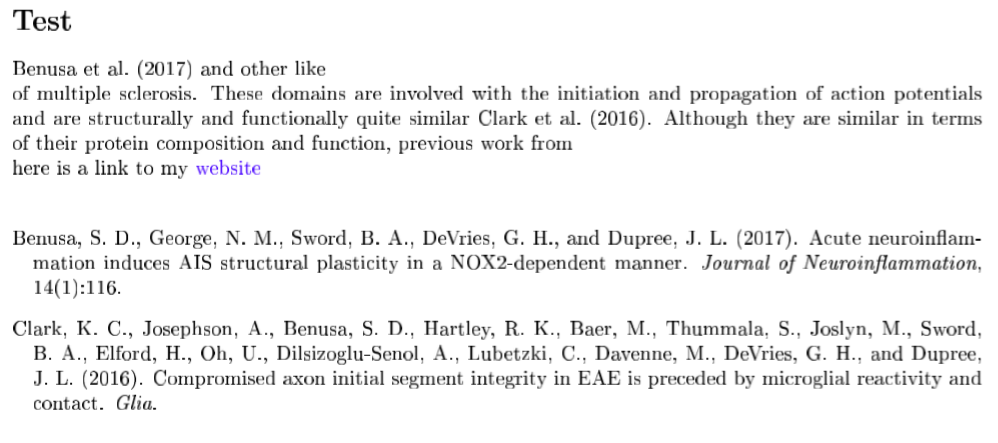 Test
Benusa et al. (2017) and other like
of multiple sclerosis. These domains are involved with the initiation and propagation of action potentials
and are structurally and functionally quite similar Clark et al. (2016). Although they are similar in terms
of their protein composition and function, previous work from
here is a link to my website
Benusa, S. D., George, N. M., Sword, B. A., DeVries, G. H., and Dupree, J. L. (2017). Acute neuroinflam-
mation induces AIS structural plasticity in a NOX2-dependent manner. Journal of Neuroinflammation,
14(1):116.
Clark, K. C., Josephson, A., Benusa, S. D., Hartley, R. K., Baer, M., Thummala, S., Joslyn, M., Sword,
B. A., Elford, H., Oh, U., Dilsizoglu-Senol, A., Lubetzki, C., Davenne, M., DeVries, G. H., and Dupree,
J. L. (2016). Compromised axon initial segment integrity in EAE is preceded by microglial reactivity and
contact. Glia.